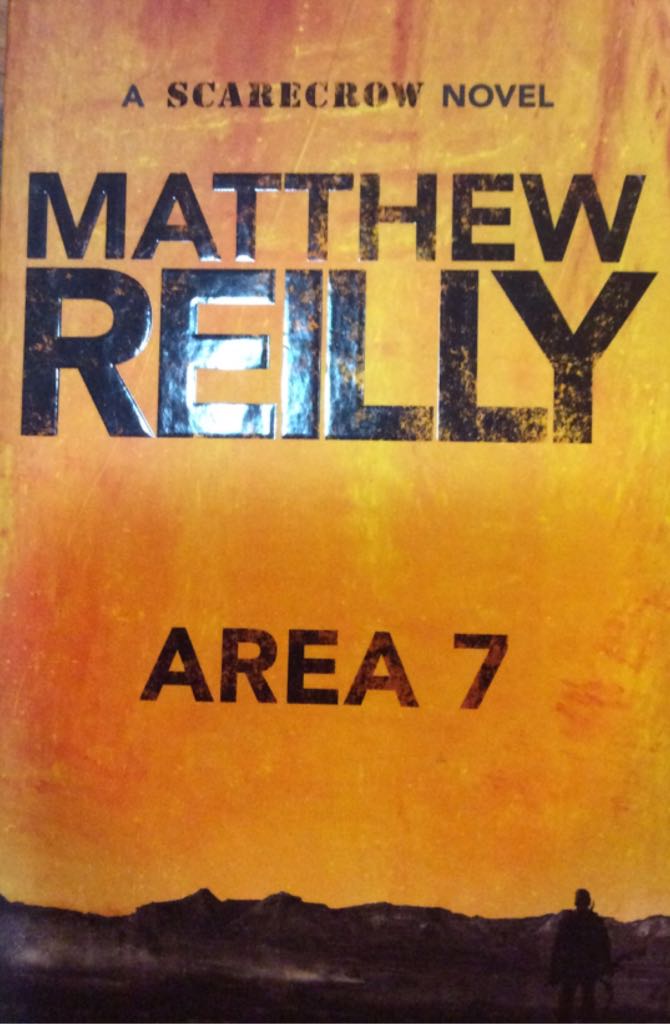 A SCARECROW NOVEL
MATTHEW
REILLY
AREA 7